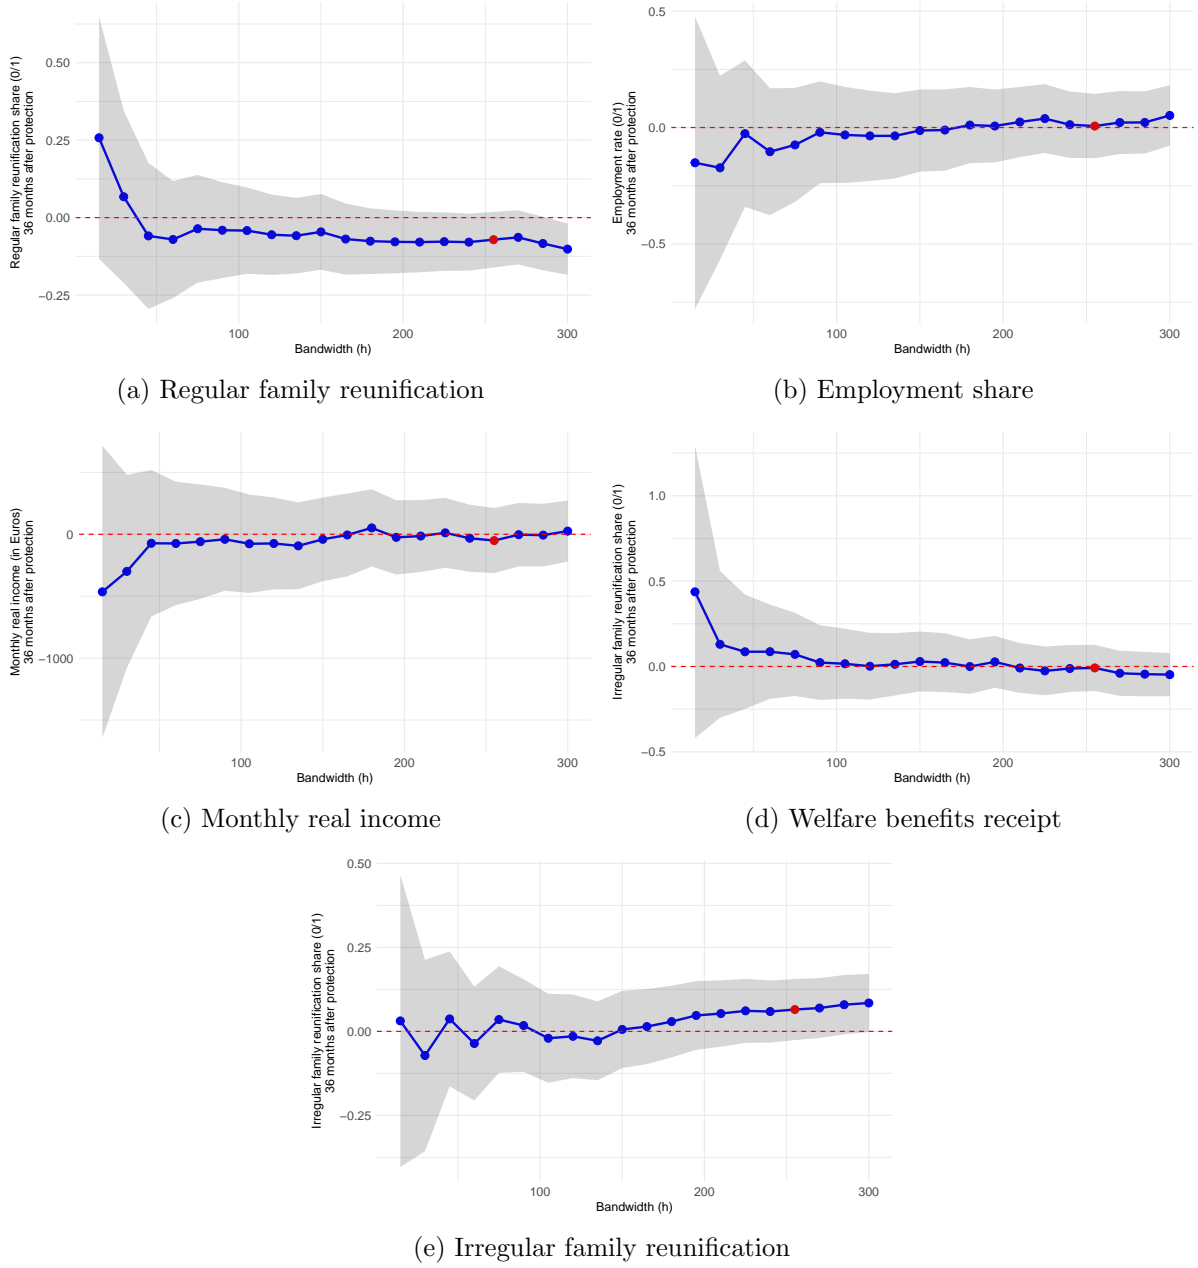 Regular family reunification share (0/1)
36 months after protection
0.50
0.25
0.00
−0.25
100
200
300
Bandwidth (h)
(a) Regular family reunification
Employment rate (0/1)
36 months after protection
0.5
0.0
−0.5
100
200
300
Bandwidth (h)
(b) Employment share
Monthly real income (in Euros)
36 months after protection
0
−1000
100
200
300
Bandwidth (h)
(c) Monthly real income
Irregular family reunification share (0/1)
36 months after protection
1.0
0.5
0.0
−0.5
100
200
300
Bandwidth (h)
(d) Welfare benefits receipt
Irregular family reunification share (0/1)
36 months after protection
0.50
0.25
0.00
−0.25
100
200
300
Bandwidth (h)
(e) Irregular family reunification